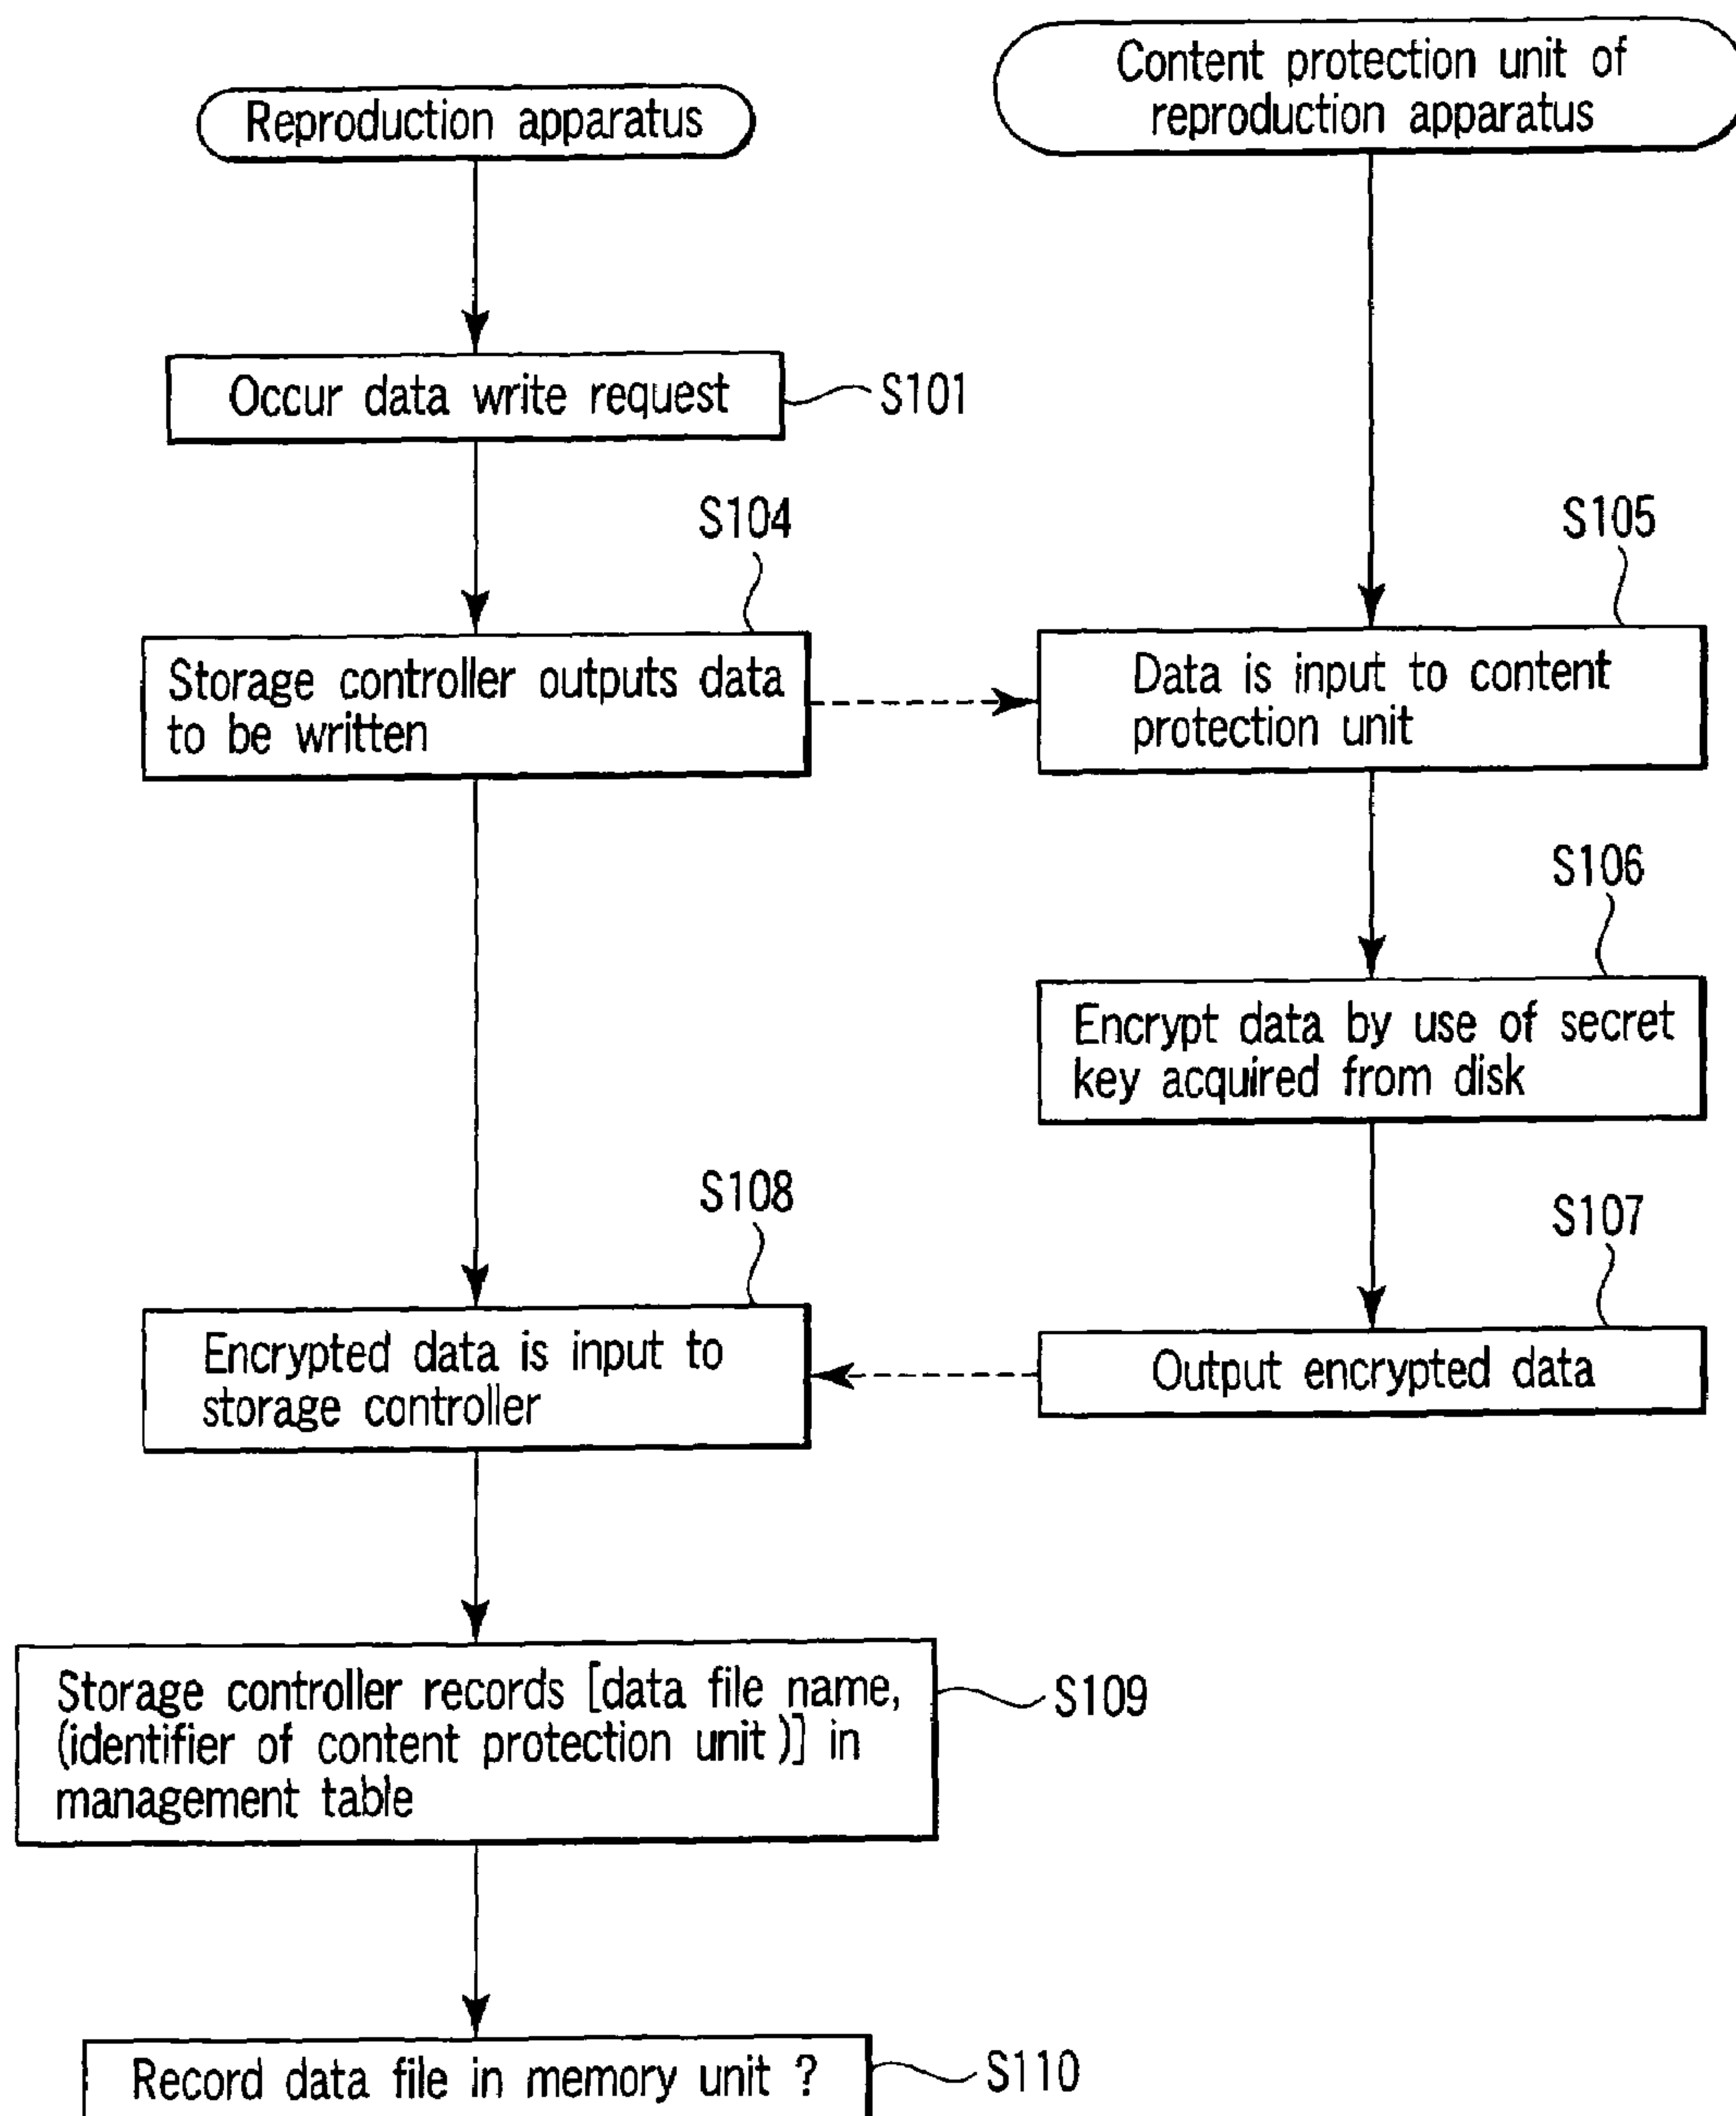 Reproduction apparatus
Content protection unit of
reproduction apparatus
Occur data write request
S101
S104
Storage controller outputs data
to be written
S105
Data is input to content
protection unit
S106
Encrypt data by use of secret
key acquired from disk
S107
Output encrypted data
S108
Encrypted data is input to
storage controller
Storage controller records [data file name,
(identifier of content protection unit)] in
management table
S109
Record data file in memory unit ?
S110